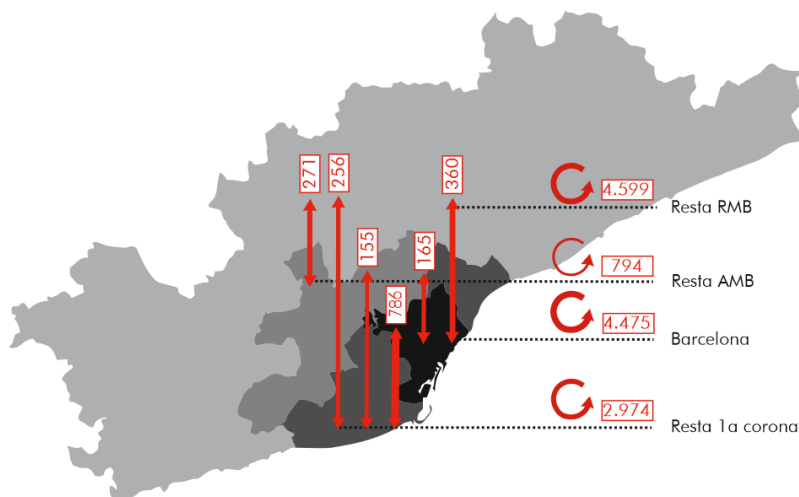 271
256
360
155
165
786
4.599
Resta RMB
794
Resta AMB
4.475
Barcelona
2.974
Resta 1a corona